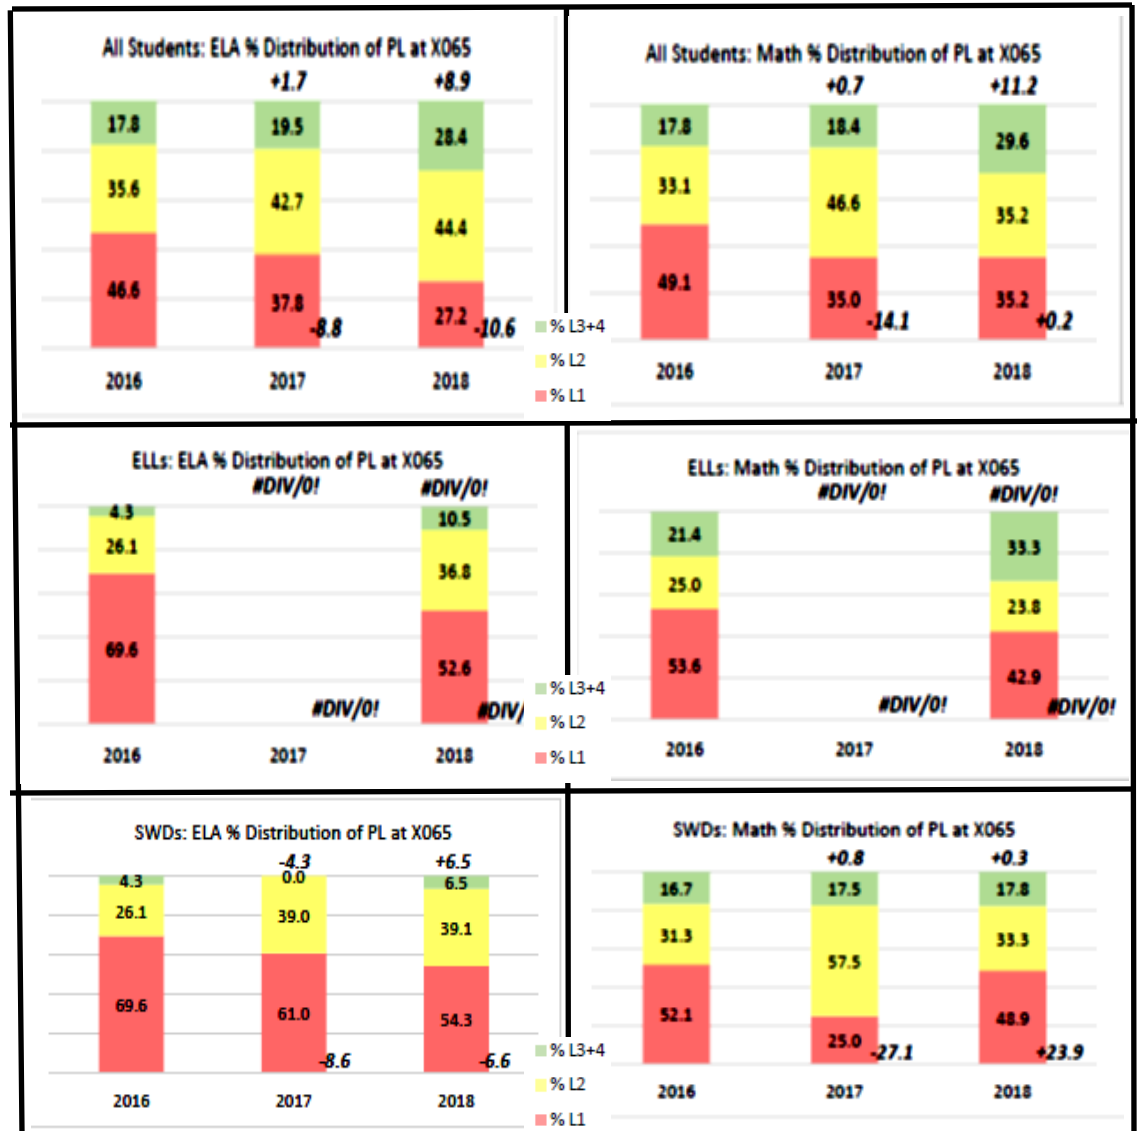 All Students: ELA % Distribution of PL at X065
+1.7 +8.9
17.8 19.5 28.4
35.6 42.7 44.4
46.6 37.8 27.2
-8.8 -10.6
2016 2017 2018
All Students: Math % Distribution of PL at X065
+0.7 +11.2
17.8 18.4 29.6
33.1 46.6 35.2
49.1 35.0 35.2
-14.1 +0.2
2016 2017 2018
% L3+4
% L2
% L1
ELLs: ELA % Distribution of PL at X065
#DIV/0! #DIV/0!
4.3 10.5
26.1 36.8
69.6 52.6
#DIV/0! #DIV/
2016 2017 2018
ELLs: Math % Distribution of PL at X065
#DIV/0! #DIV/0!
21.4 33.3
25.0 23.8
53.6 42.9
#DIV/0! #DIV/0!
2016 2017 2018
% L3+4
% L2
% L1
SWDs: ELA % Distribution of PL at X065
-4.3 +6.5
4.3 0.0 6.5
26.1 39.0 39.1
69.6 61.0 54.3
-8.6 -6.6
2016 2017 2018
SWDs: Math % Distribution of PL at X065
+0.8 +0.3
16.7 17.5 17.8
31.3 57.5 33.3
52.1 25.0 48.9
-27.1 +23.9
2016 2017 2018
% L3+4
% L2
% L1